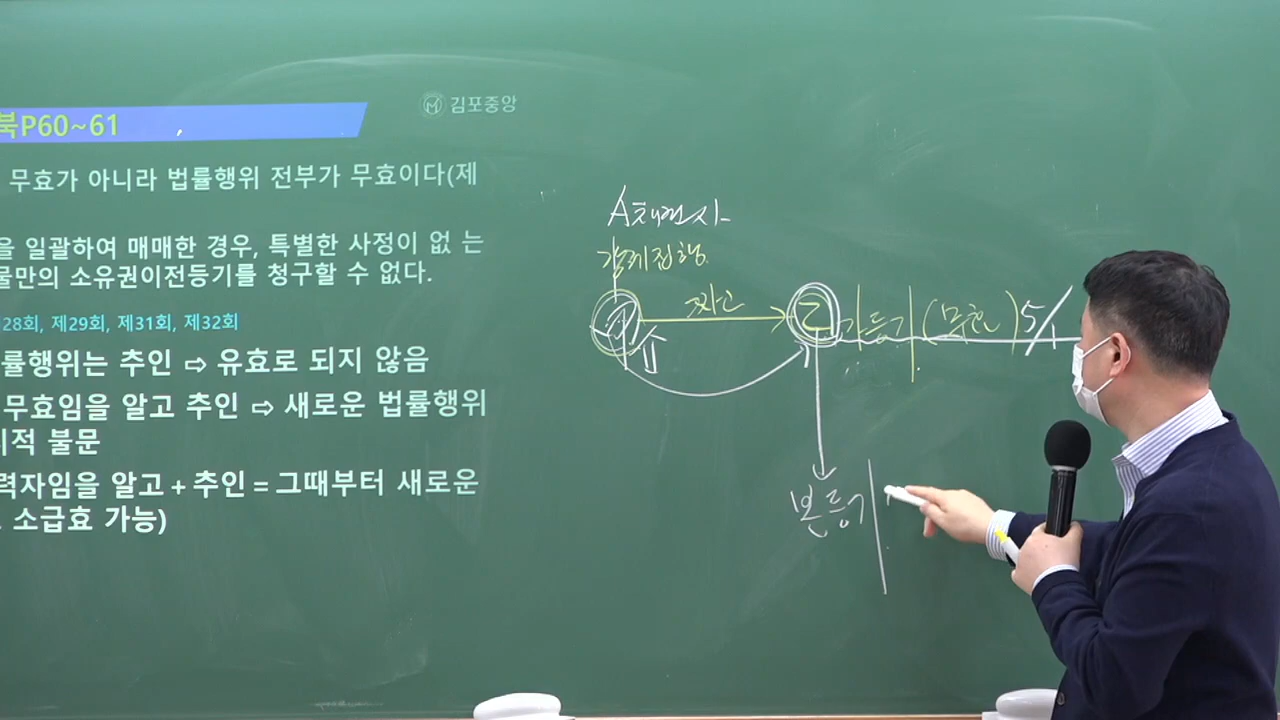 김포중앙
북P60~61
무효가 아니라 법률행위 전부가 무효이다(제
을 일괄하여 매매한 경우, 특별한 사정이 없 는
물만의 소유권이전등기를 청구할 수 없다.
28회, 제29회, 제31회, 제32회
률행위는 추인 ⇨ 유효로 되지 않음
무효임을 알고 추인 ⇨ 새로운 법률행위
적 불문
력자임을 알고+추인=그때부터 새로운
소급효 가능)
A채권자
강제집행
甲 짜고 乙 가등기 (무효) 5/1
본등기